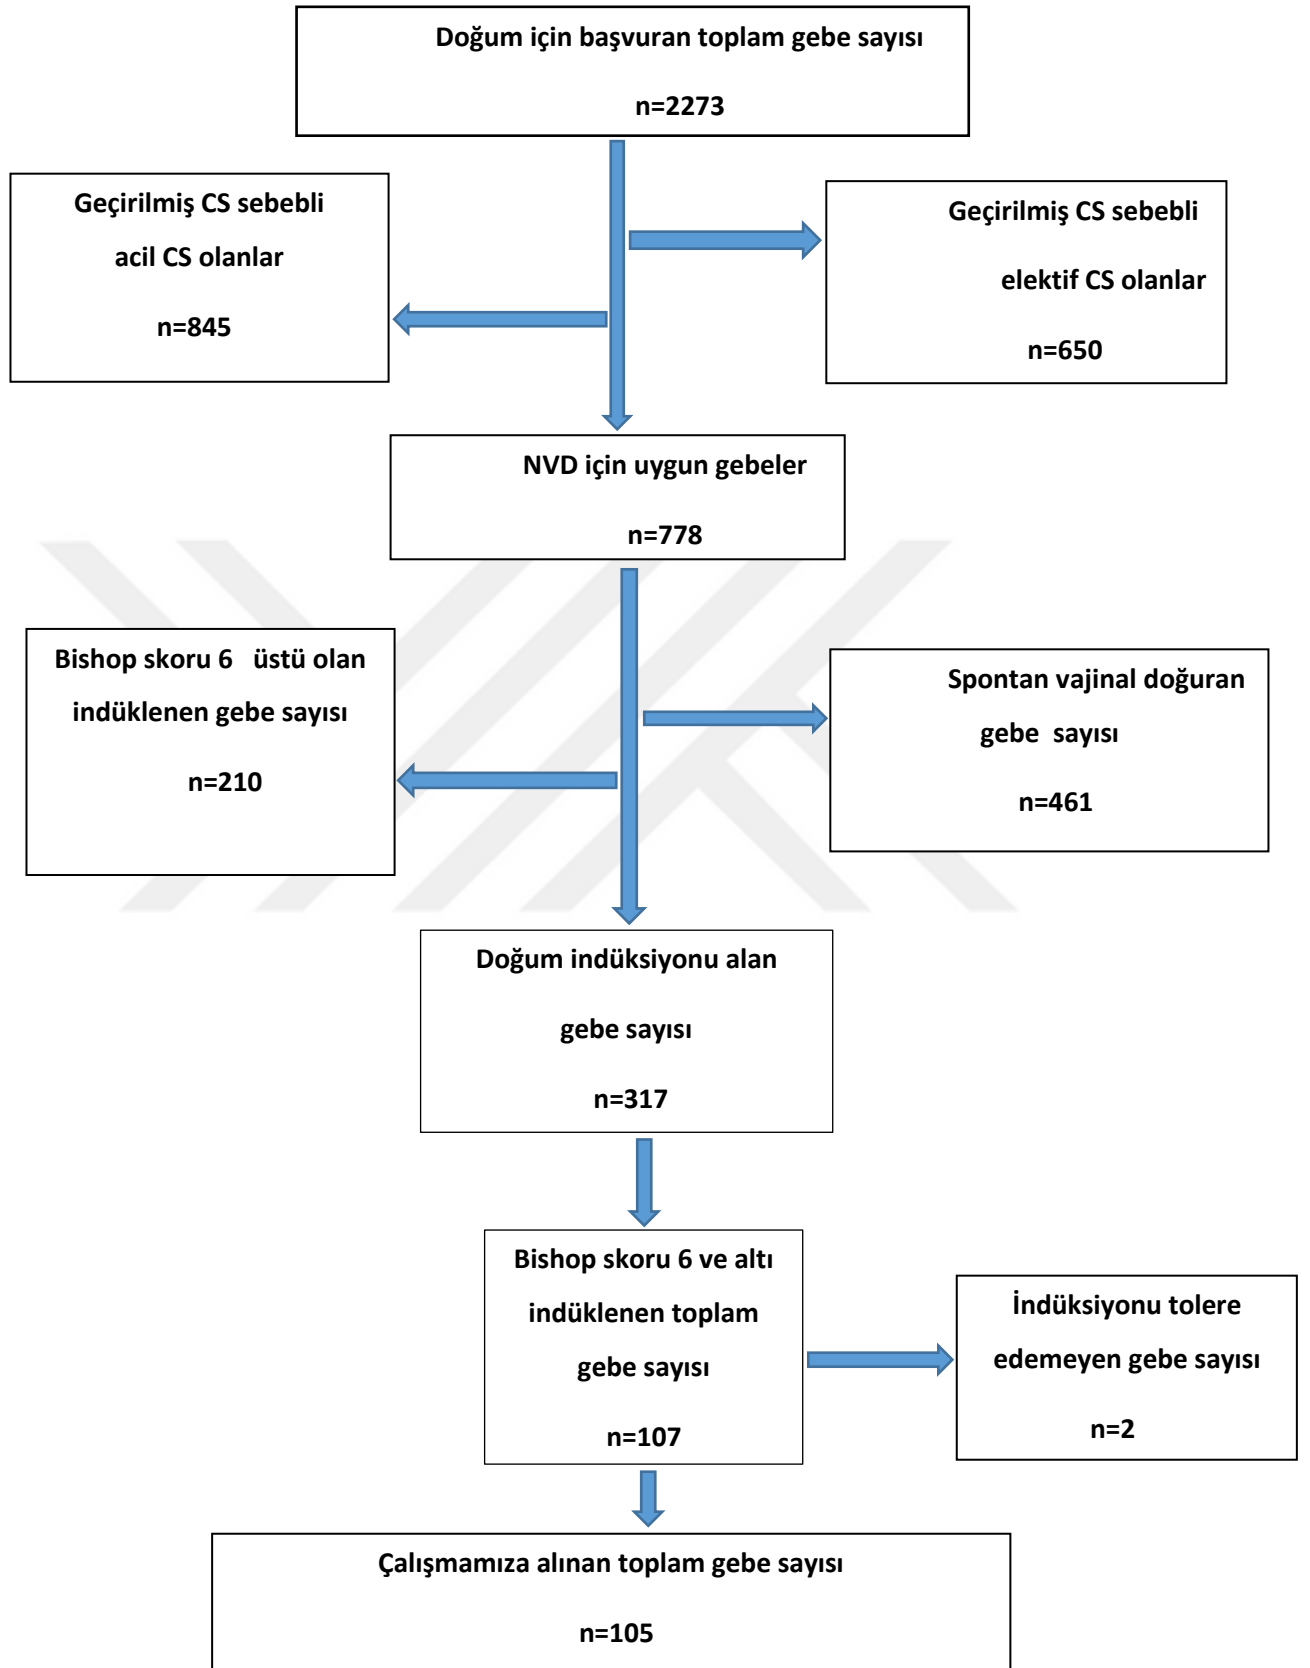 Doğum için başvuran toplam gebe sayısı
n=2273
Geçirilmiş CS sebebli
acil CS olanlar
n=845
Geçirilmiş CS sebebli
elektif CS olanlar
n=650
NVD için uygun gebeler
n=778
Bishop skoru 6 üstü olan
indüklenen gebe sayısı
n=210
Spontan vajinal doğuran
gebe sayısı
n=461
Doğum indüksiyonu alan
gebe sayısı
n=317
Bishop skoru 6 ve altı
indüklenen toplam
gebe sayısı
n=107
İndüksiyonu tolere
edemeyen gebe sayısı
n=2
Çalışmamıza alınan toplam gebe sayısı
n=105